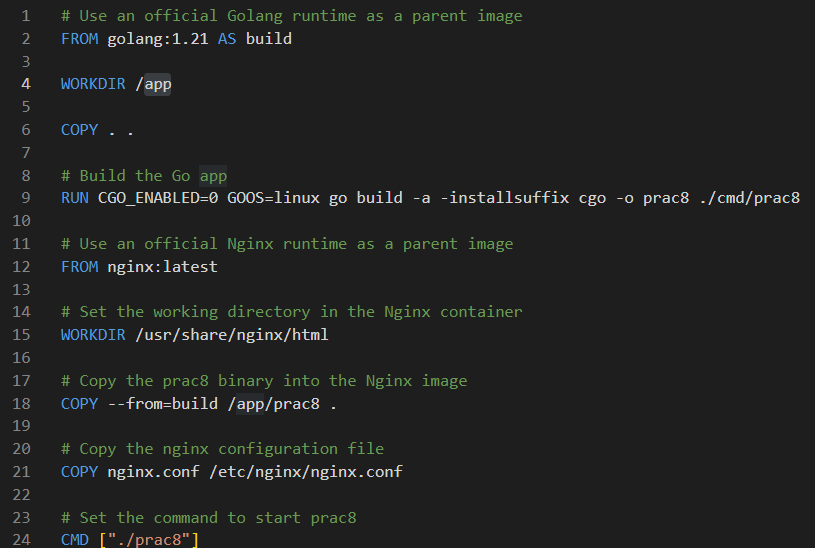 1 # Use an official Golang runtime as a parent image
2 FROM golang:1.21 AS build
3
4 WORKDIR /app
5
6 COPY . .
7
8 # Build the Go app
9 RUN CGO_ENABLED=0 GOOS=linux go build -a -installsuffix cgo -o prac8 ./cmd/prac8
10
11 # Use an official Nginx runtime as a parent image
12 FROM nginx:latest
13
14 # Set the working directory in the Nginx container
15 WORKDIR /usr/share/nginx/html
16
17 # Copy the prac8 binary into the Nginx image
18 COPY --from=build /app/prac8 .
19
20 # Copy the nginx configuration file
21 COPY nginx.conf /etc/nginx/nginx.conf
22
23 # Set the command to start prac8
24 CMD ["./prac8"]